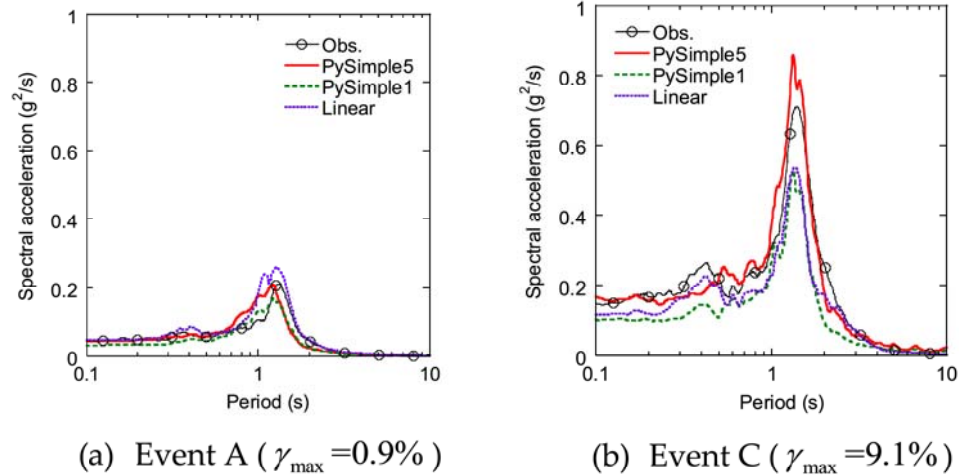 1
0.8
0.6
0.4
0.2
0
Spectral acceleration (g²/s)
Obs.
PySimple5
PySimple1
Linear
0.1
1
10
Period (s)
(a) Event A ( γmax =0.9%)
1
0.8
0.6
0.4
0.2
0
Spectral acceleration (g²/s)
Obs.
PySimple5
PySimple1
Linear
0.1
1
10
Period (s)
(b) Event C ( γmax =9.1%)